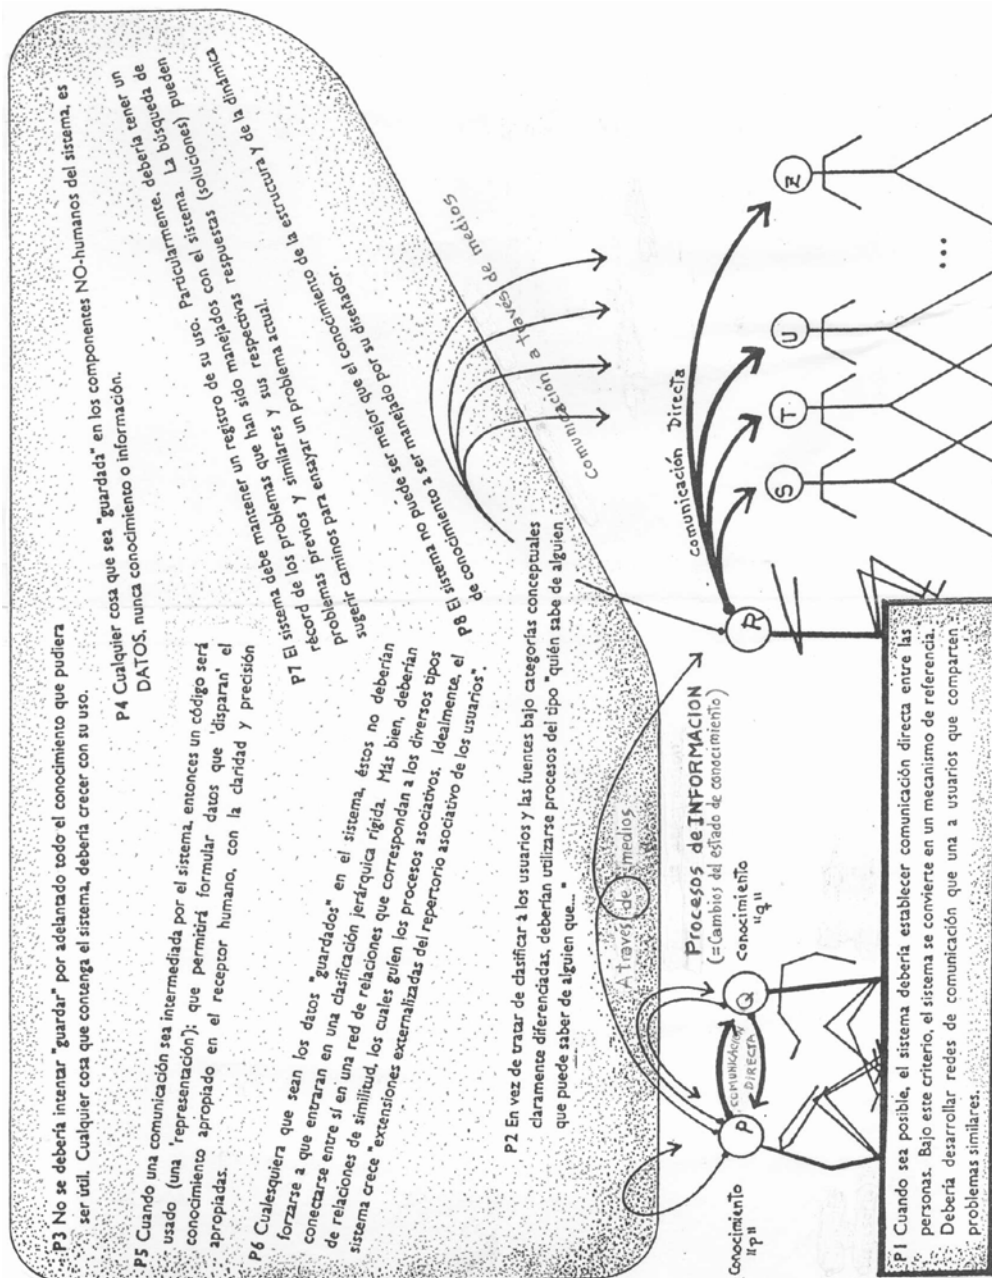 P3 No se debería intentar "guardar" por adelantado todo el conocimiento que pudiera
ser útil. Cualquier cosa que contenga el sistema, debería crecer con su uso.
P4 Cualquier cosa que sea "guardada" en los componentes NO-humanos del sistema, es
DATOS, nunca conocimiento o información.
P5 Cuando una comunicación sea intermediada por el sistema, entonces un código será
usado (una 'representación); que permitirá formular datos que 'disparan' el
conocimiento apropiado en el receptor humano, con la claridad y precisión
apropiadas.
P6 Cualesquiera que sean los datos "guardados" en el sistema, éstos no deberían
forzarse a que entraran en una clasificación jerárquica rígida. Más bien, deberían
conectarse entre sí en una red de relaciones que correspondan a los diversos tipos
de relaciones de similitud, los cuales guíen los procesos asociativos. Idealmente, el
sistema crece "extensiones externalizadas del repertorio asociativo de los usuarios".
P7 El sistema debe mantener un registro de su uso. Particularmente, debería tener un
récord de los problemas que han sido manejados con el sistema. La búsqueda de
problemas previos y similares y sus respectivas respuestas (soluciones) pueden
sugerir caminos para ensayar un problema actual.
P8 El sistema no puede ser mejor que el conocimiento de la estructura y de la dinámica
de conocimiento a ser manejado por su diseñador.
P2 En vez de tratar de clasificar a los usuarios y las fuentes bajo categorías conceptuales
claramente diferenciadas, deberían utilizarse procesos del tipo "quién sabe de alguien
que puede saber de alguien que..."
Comunicación a través de medios
A través de medios
Procesos de INFORMACION
(=Cambios del estado de conocimiento)
Conocimiento
"p"
P
COMUNICACIÓN
DIRECTA
Q
Conocimiento
"q"
R
Comunicación Directa
S
T
U
...
Z
P1 Cuando sea posible, el sistema debería establecer comunicación directa entre las
personas. Bajo este criterio, el sistema se convierte en un mecanismo de referencia.
Debería desarrollar redes de comunicación que una a usuarios que comparten
problemas similares.